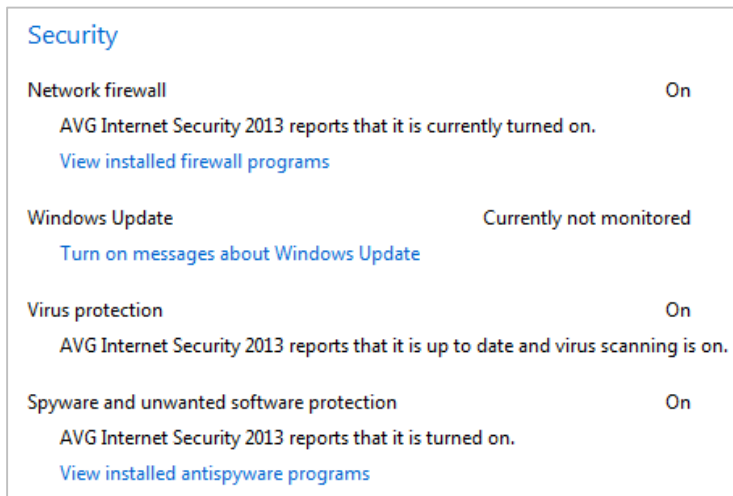 Security
Network firewall On
AVG Internet Security 2013 reports that it is currently turned on.
View installed firewall programs
Windows Update Currently not monitored
Turn on messages about Windows Update
Virus protection On
AVG Internet Security 2013 reports that it is up to date and virus scanning is on.
Spyware and unwanted software protection On
AVG Internet Security 2013 reports that it is turned on.
View installed antispyware programs